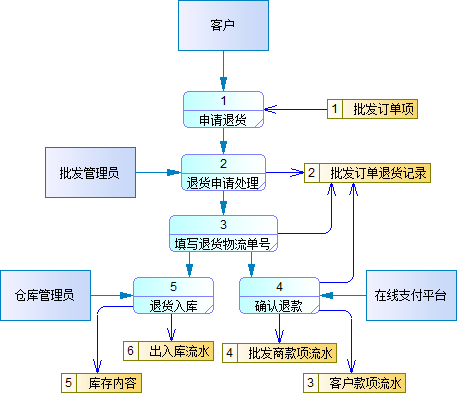 客户
1
申请退货
1 批发订单项
批发管理员
2
退货申请处理
2 批发订单退货记录
3
填写退货物流单号
仓库管理员
5
退货入库
4
确认退款
在线支付平台
6 出入库流水
4 批发商款项流水
5 库存内容
3 客户款项流水